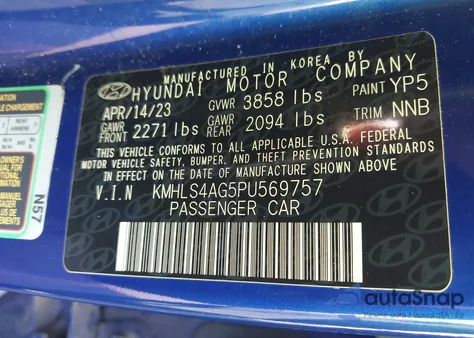 MANUFACTURED IN KOREA BY
HYUNDAI MOTOR COMPANY
APR/14/23 GVWR 3858 lbs PAINT YP5
GAWR FRONT 2271 lbs GAWR REAR 2094 lbs TRIM NNB
THIS VEHICLE CONFORMS TO ALL APPLICABLE U.S.A. FEDERAL
MOTOR VEHICLE SAFETY, BUMPER, AND THEFT PREVENTION STANDARDS
IN EFFECT ON THE DATE OF MANUFACTURE SHOWN ABOVE.
V.I.N KMHLS4AG5PU569757
PASSENGER CAR
N57
autoSnap